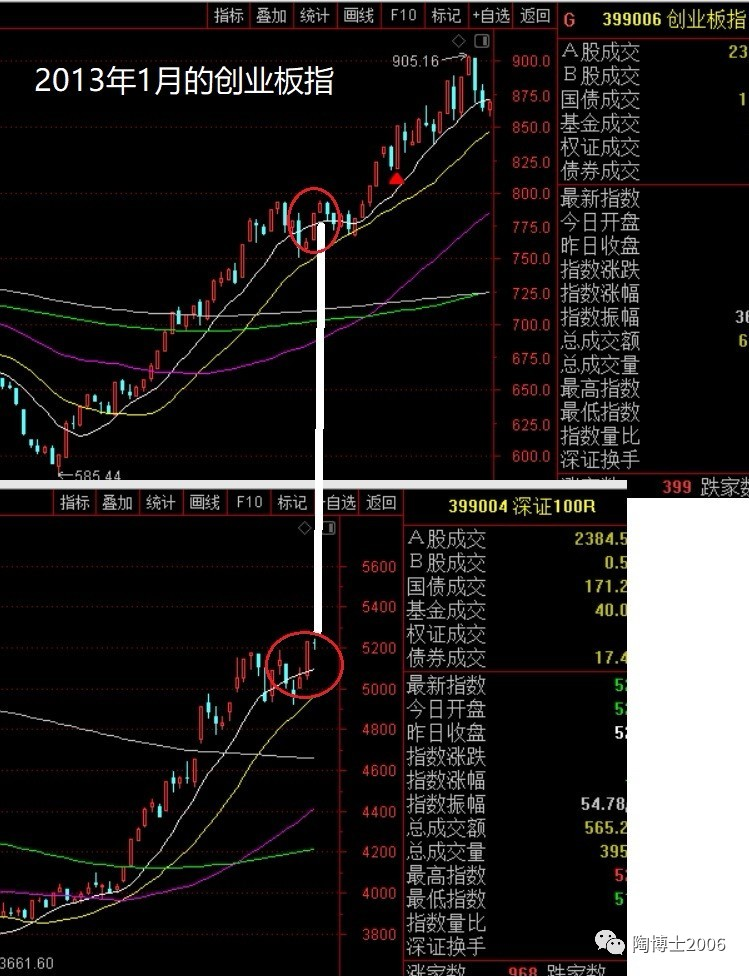 指标 叠加 统计 画线 F10 标记 +自选 返回
G 399006 创业板指
2013年1月的创业板指
905.16
900.0
875.0
850.0
825.0
800.0
775.0
750.0
725.0
700.0
675.0
650.0
625.0
600.0
585.44
A股成交 23
B股成交
国债成交 1
基金成交
权证成交
债券成交
最新指数
今日开盘
昨日收盘
指数涨跌
指数涨幅
指数振幅 36
总成交额 6
总成交量
最高指数
最低指数
指数量比
深证换手
399 跌家数
指标 叠加 统计 画线 F10 标记 自选 返回
399004 深证100R
5600
5400
5200
5000
4800
4600
4400
4200
4000
3800
3661.60
A股成交 2384.5
B股成交 0.5
国债成交 171.2
基金成交 40.0
权证成交
债券成交 17.4
最新指数 52
今日开盘
昨日收盘
指数涨跌
指数涨幅
指数振幅 54.78
总成交额 565.2
总成交量 395
最高指数
最低指数
指数量比
深证换手
涨家数 968 跌家数
陶博士2006